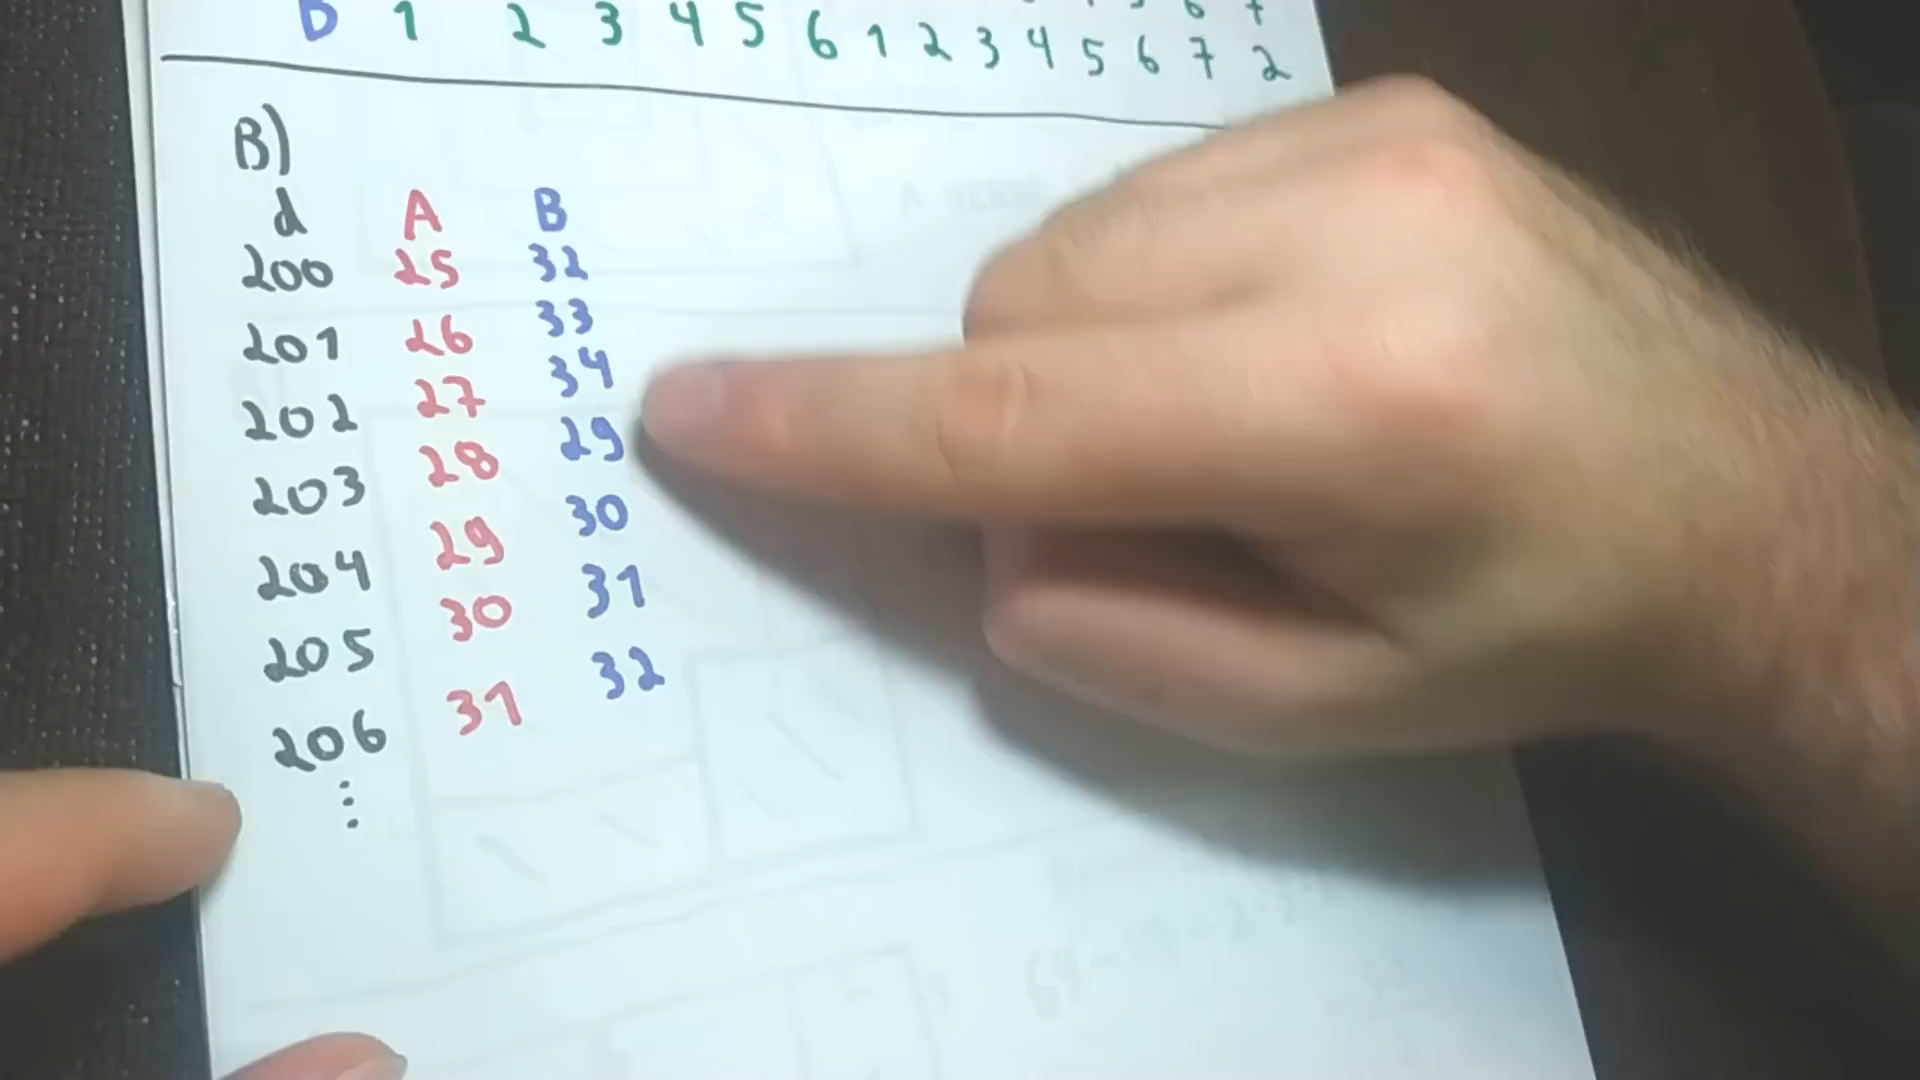 D 1 2 3 4 5 6 1 2 3 4 5 6 7 2
B)
d A B
200 25 32
201 26 33
202 27 34
203 28 29
204 29 30
205 30 31
206 31 32
⋮